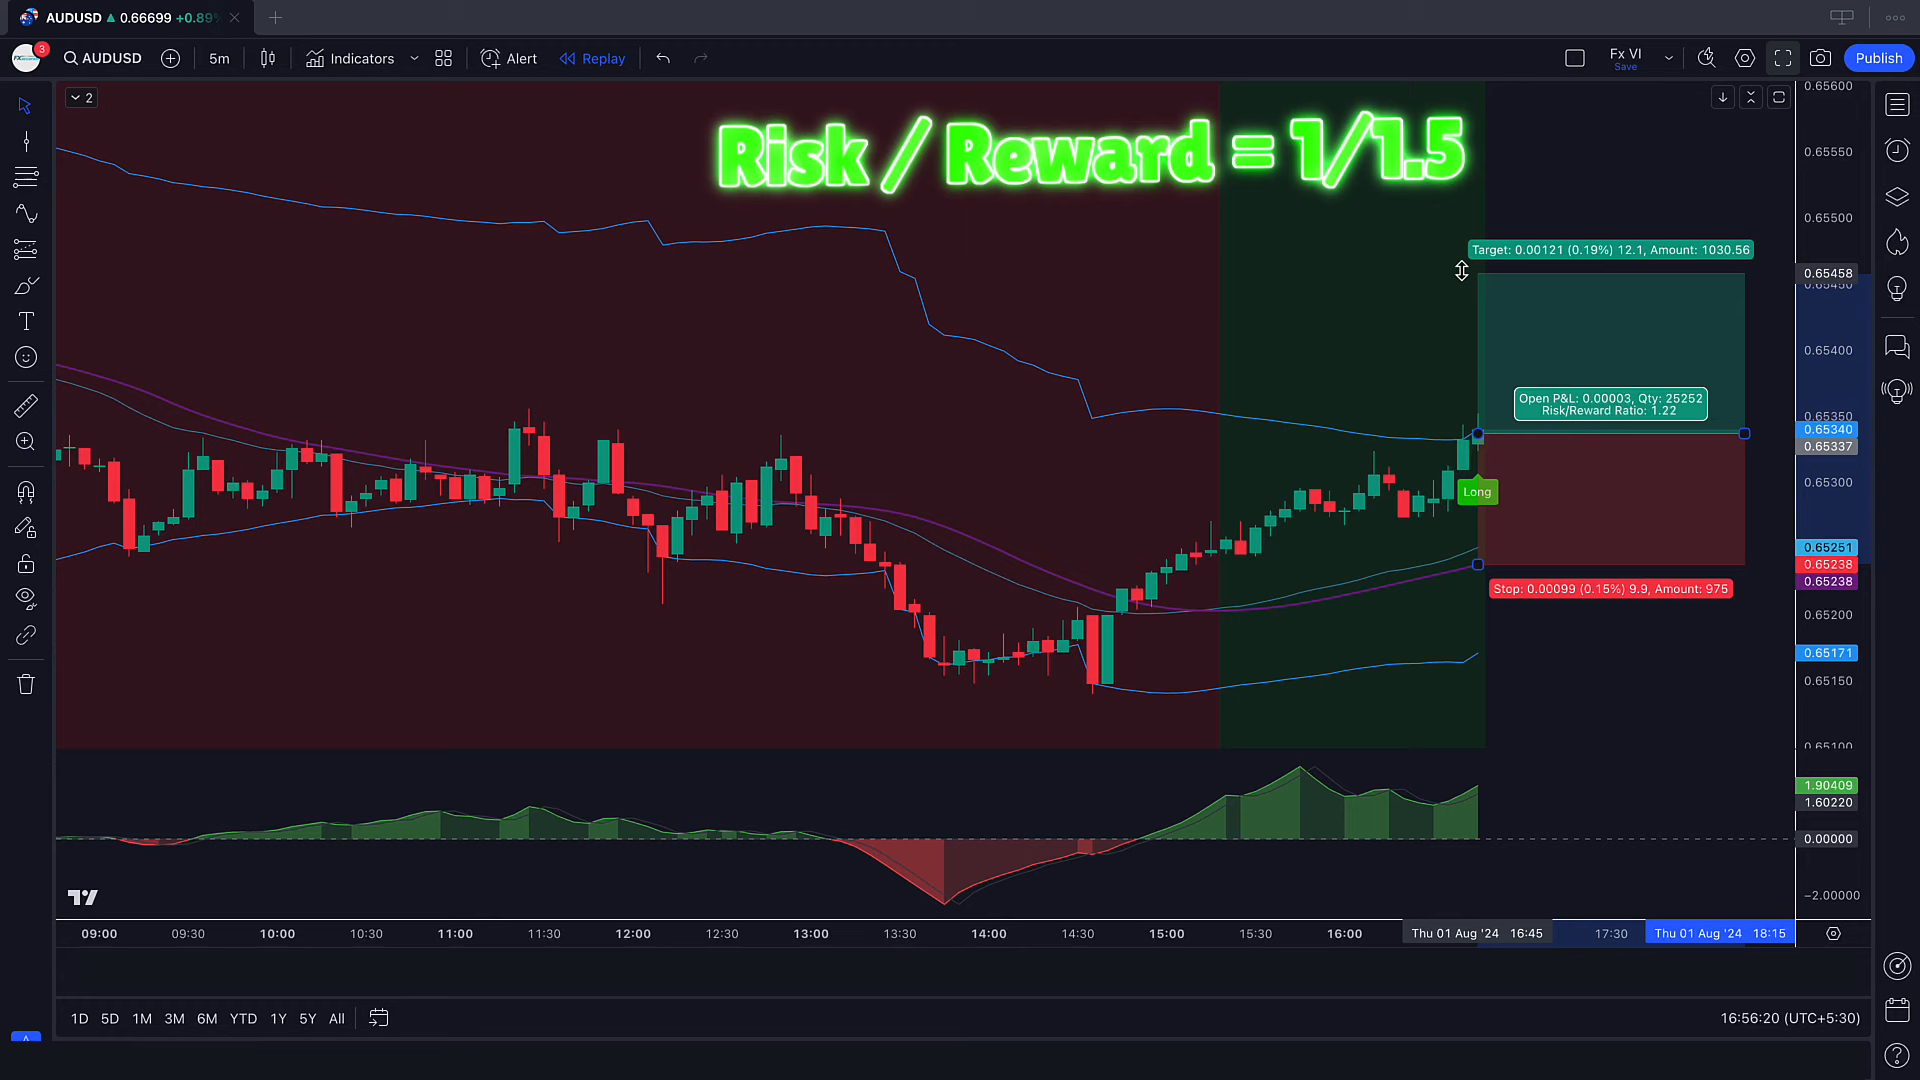 AUDUSD ▲ 0.66699 +0.89%
3
AUDUSD
5m
Indicators
Alert
Replay
Fx VI
Save
Publish
2
Risk / Reward = 1/1.5
0.65600
0.65550
0.65500
Target: 0.00121 (0.19%) 12.1, Amount: 1030.56
0.65458
0.65450
0.65400
Open P&L: 0.00003, Qty: 25252
Risk/Reward Ratio: 1.22
0.65350
0.65340
0.65337
0.65300
Long
0.65251
0.65238
0.65238
Stop: 0.00099 (0.15%) 9.9, Amount: 975
0.65200
0.65171
0.65150
0.65100
1.90409
1.60220
0.00000
−2.00000
09:00 09:30 10:00 10:30 11:00 11:30 12:00 12:30 13:00 13:30 14:00 14:30 15:00 15:30 16:00 Thu 01 Aug '24 16:45 17:30 Thu 01 Aug '24 18:15
1D 5D 1M 3M 6M YTD 1Y 5Y All
16:56:20 (UTC+5:30)